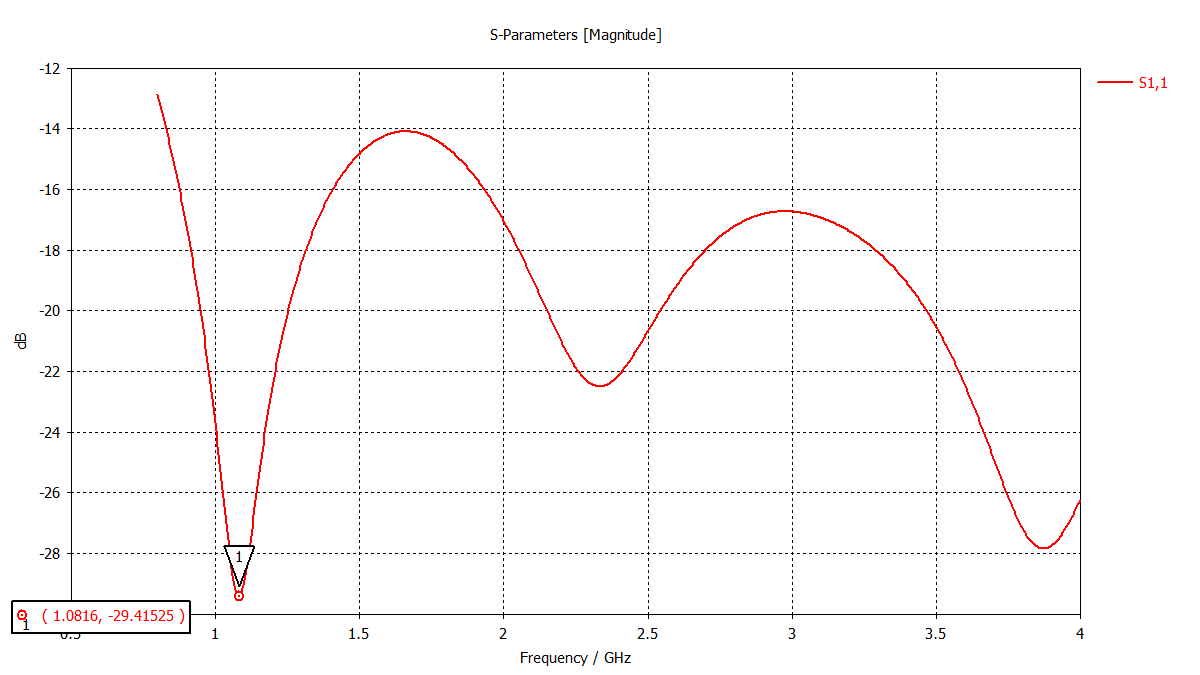 S-Parameters [Magnitude]
-12
-14
-16
-18
-20
-22
-24
-26
-28
dB
S1,1
1
1 ( 1.0816, -29.41525 )
0.5 1 1.5 2 2.5 3 3.5 4
Frequency / GHz